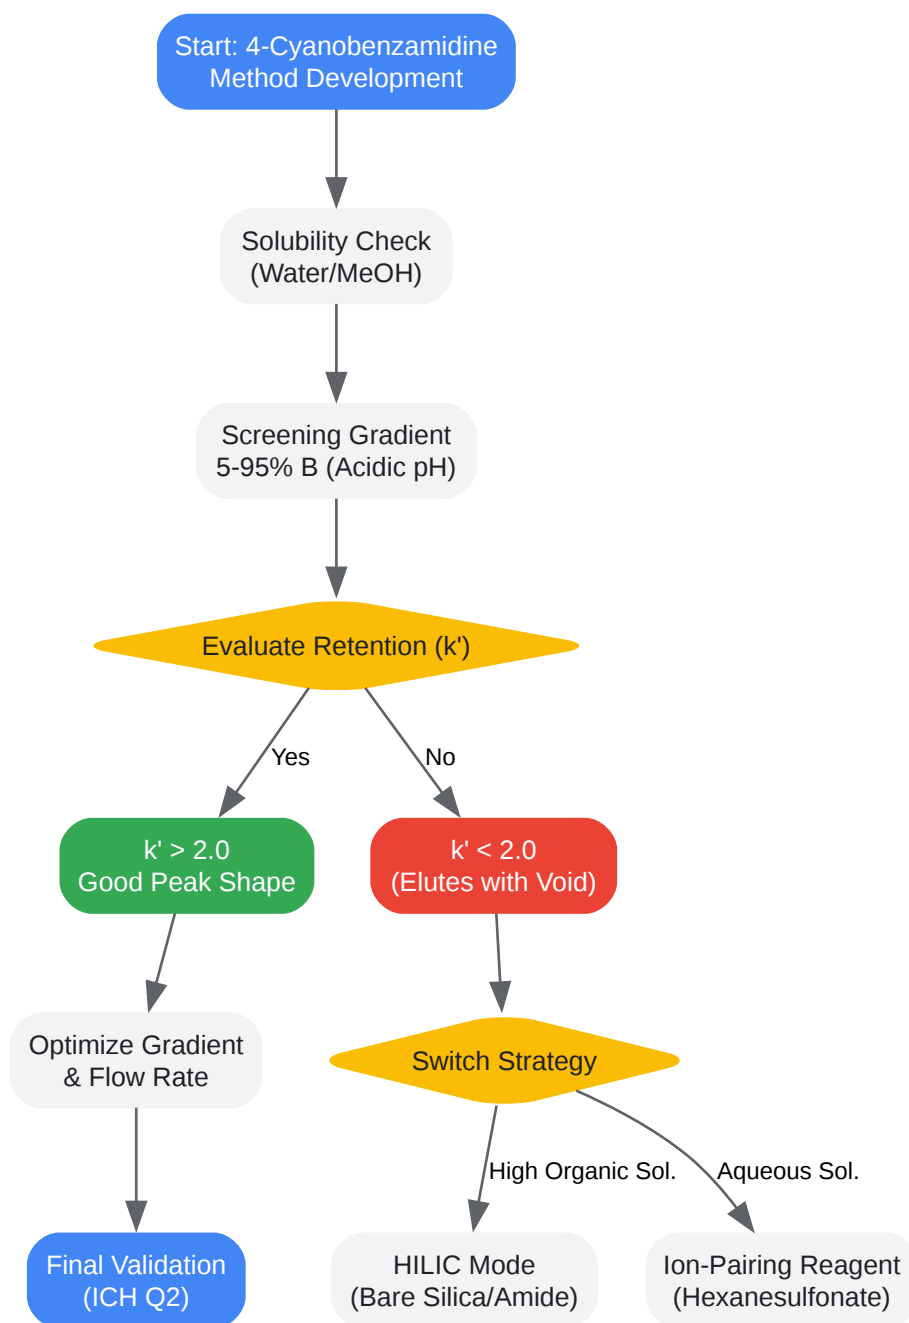 Start: 4-Cyanobenzamidine
Method Development
Solubility Check
(Water/MeOH)
Screening Gradient
5-95% B (Acidic pH)
Evaluate Retention (k')
Yes
No
k' > 2.0
Good Peak Shape
k' < 2.0
(Elutes with Void)
Optimize Gradient
& Flow Rate
Switch Strategy
High Organic Sol.
Aqueous Sol.
Final Validation
(ICH Q2)
HILIC Mode
(Bare Silica/Amide)
Ion-Pairing Reagent
(Hexanesulfonate)